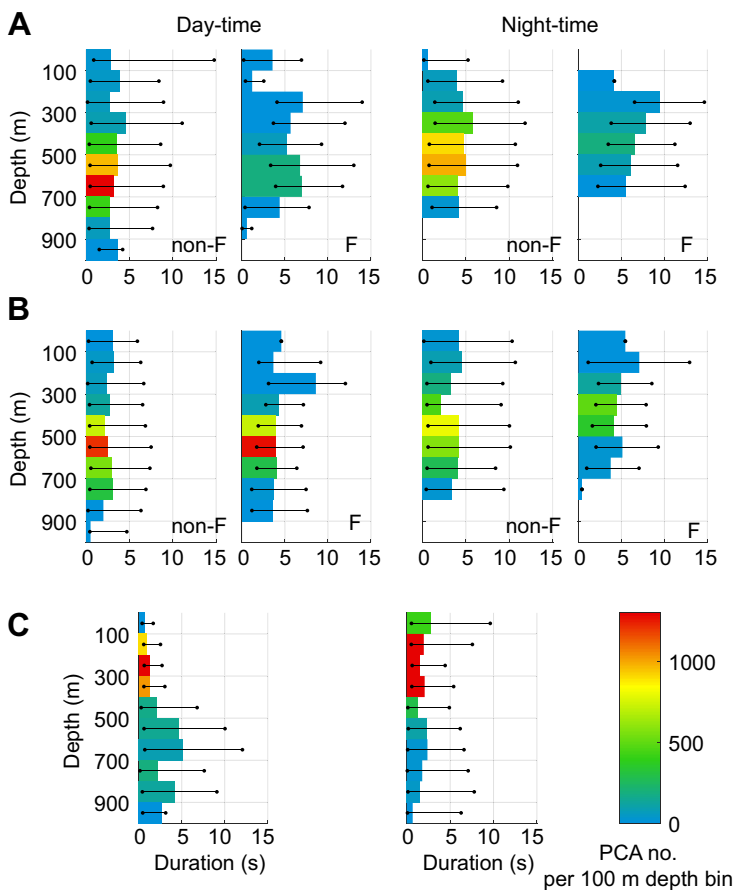 A
Day-time
Night-time
Depth (m)
100
300
500
700
900
non-F
F
non-F
F
0 5 10 15
0 5 10 15
0 5 10 15
0 5 10 15
B
Depth (m)
100
300
500
700
900
non-F
F
non-F
F
0 5 10 15
0 5 10 15
0 5 10 15
0 5 10 15
C
Depth (m)
100
300
500
700
900
0 5 10 15
0 5 10 15
Duration (s)
Duration (s)
1000
500
0
PCA no.
per 100 m depth bin